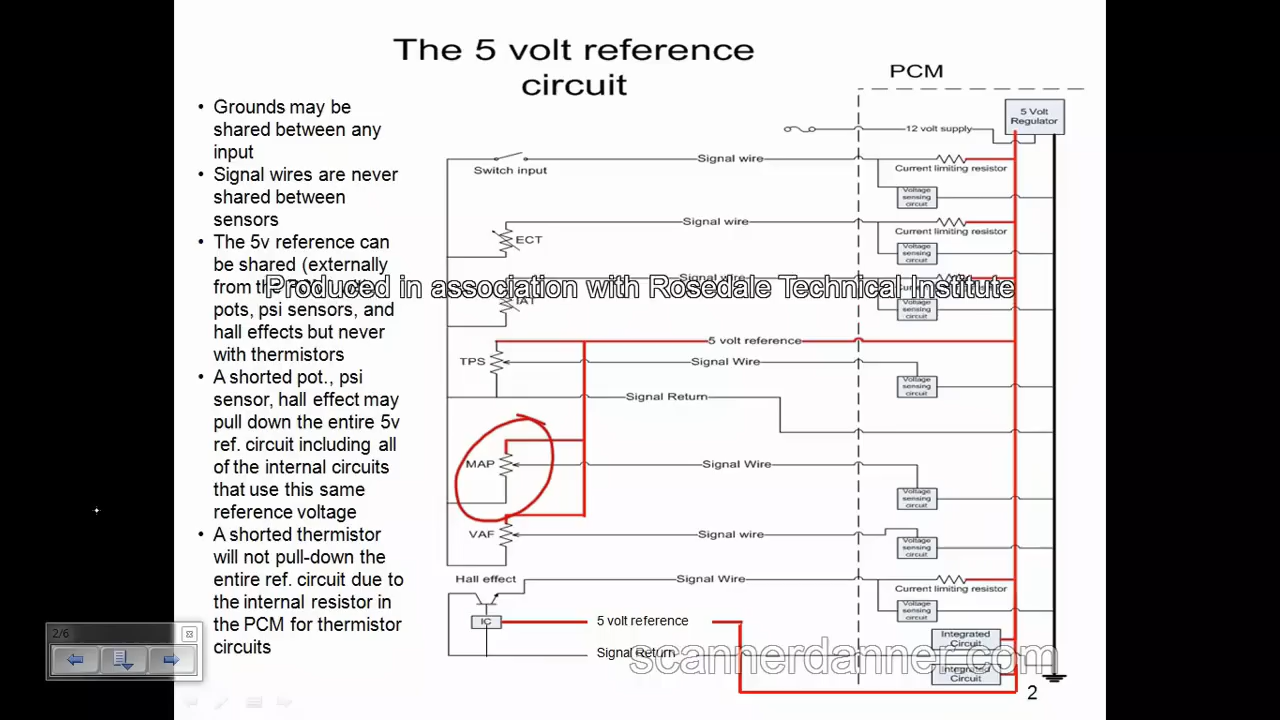 The 5 volt reference
circuit
Grounds may be
shared between any
input
Signal wires are never
shared between
sensors
The 5v reference can
be shared (externally
from
pots, psi sensors, and
hall effects but never
with thermistors
A shorted pot., psi
sensor, hall effect may
pull down the entire 5v
ref. circuit including all
of the internal circuits
that use this same
reference voltage
A shorted thermistor
will not pull-down the
entire ref. circuit due to
the internal resistor in
the PCM for thermistor
circuits
PCM
5 Volt
Regulator
12 volt supply
Signal wire
Switch input
Current limiting resistor
Voltage
sensing
circuit
Signal wire
ECT
Current limiting resistor
Voltage
sensing
circuit
Signal wire
Produced in association with Rosedale Technical Institute
IAT
Voltage
sensing
circuit
5 volt reference
TPS
Signal Wire
Voltage
sensing
circuit
Signal Return
MAP
Signal Wire
Voltage
sensing
circuit
VAF
Signal wire
Voltage
sensing
circuit
Hall effect
Signal Wire
Current limiting resistor
Voltage
sensing
circuit
IC
5 volt reference
Integrated
Circuit
Signal Return
scannerdanner.com
Integrated
Circuit
2
2/6